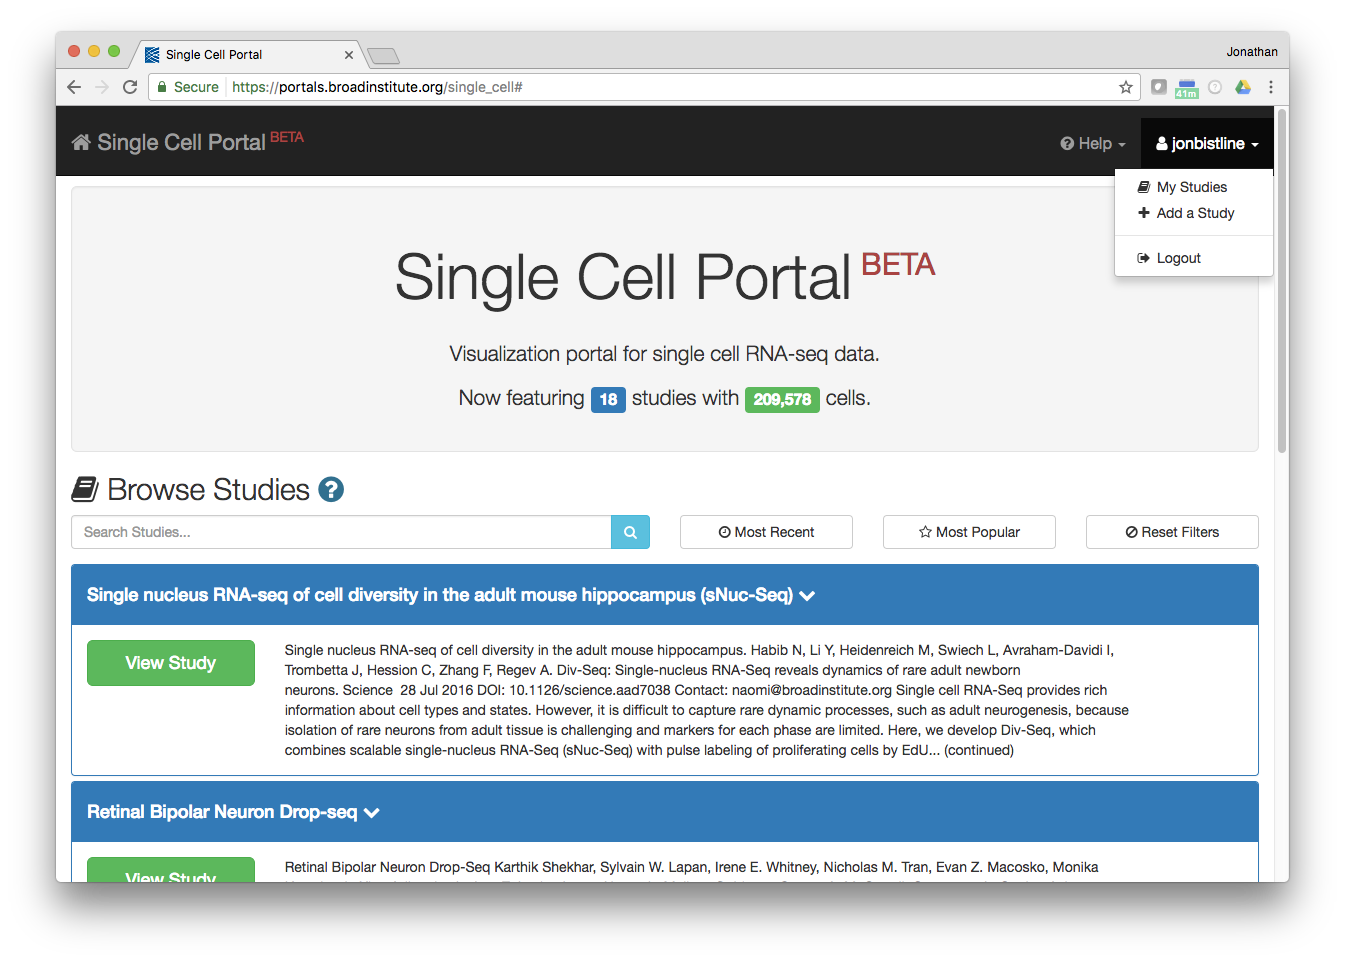 Single Cell Portal
Jonathan
Secure
https://portals.broadinstitute.org/single_cell#
41m
Single Cell Portal BETA
Help
jonbistline
My Studies
Add a Study
Logout
Single Cell Portal BETA
Visualization portal for single cell RNA-seq data.
Now featuring 18 studies with 209,578 cells.
Browse Studies ?
Search Studies...
Most Recent
Most Popular
Reset Filters
Single nucleus RNA-seq of cell diversity in the adult mouse hippocampus (sNuc-Seq)
View Study
Single nucleus RNA-seq of cell diversity in the adult mouse hippocampus. Habib N, Li Y, Heidenreich M, Swiech L, Avraham-Davidi I,
Trombetta J, Hession C, Zhang F, Regev A. Div-Seq: Single-nucleus RNA-Seq reveals dynamics of rare adult newborn
neurons. Science  28 Jul 2016 DOI: 10.1126/science.aad7038 Contact: naomi@broadinstitute.org Single cell RNA-Seq provides rich
information about cell types and states. However, it is difficult to capture rare dynamic processes, such as adult neurogenesis, because
isolation of rare neurons from adult tissue is challenging and markers for each phase are limited. Here, we develop Div-Seq, which
combines scalable single-nucleus RNA-Seq (sNuc-Seq) with pulse labeling of proliferating cells by EdU... (continued)
Retinal Bipolar Neuron Drop-seq
View Study
Retinal Bipolar Neuron Drop-Seq Karthik Shekhar, Sylvain W. Lapan, Irene E. Whitney, Nicholas M. Tran, Evan Z. Macosko, Monika